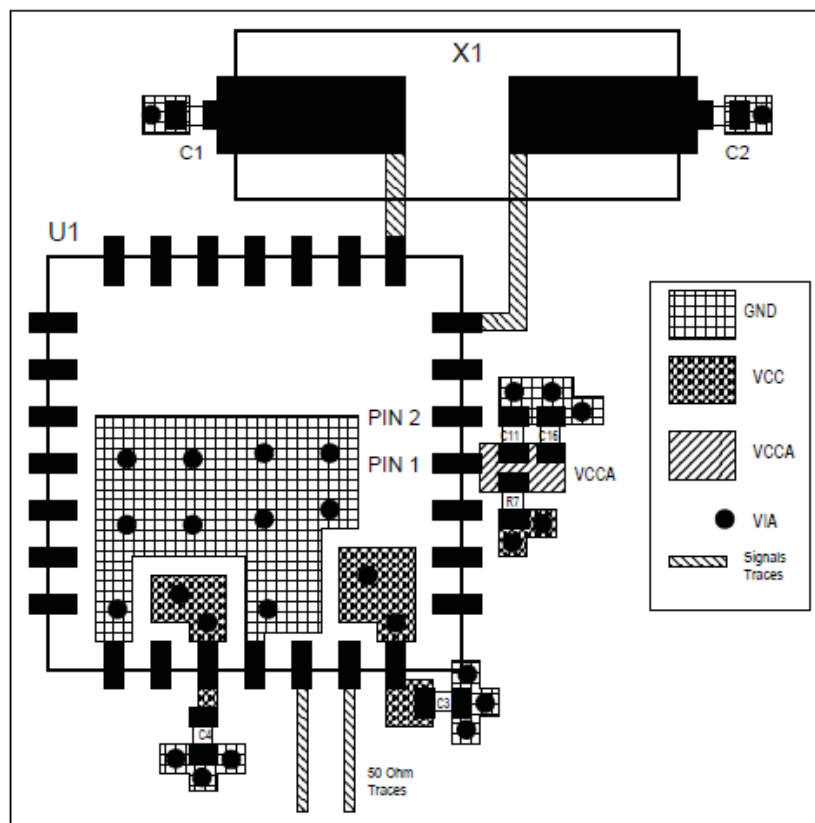 X1
C1
C2
U1
GND
VCC
PIN 2
C11
C16
PIN 1
VCCA
VCCA
R7
VIA
Signals
Traces
C3
C4
50 Ohm
Traces